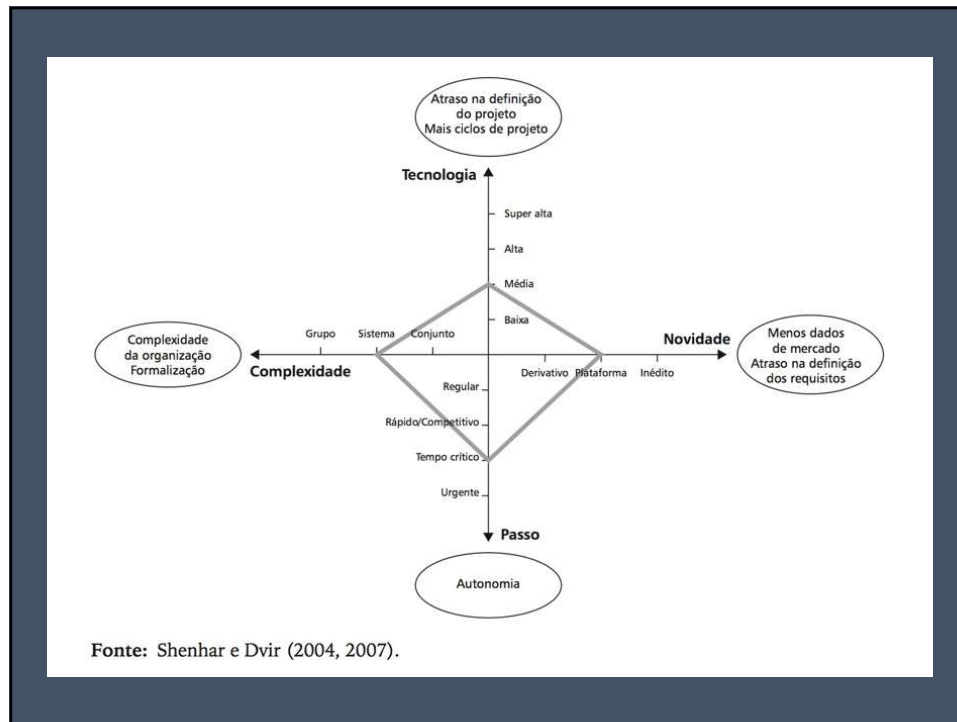 Atraso na definição
do projeto
Mais ciclos de projeto
Tecnologia
Super alta
Alta
Média
Baixa
Grupo
Sistema
Conjunto
Novidade
Complexidade
da organização
Formalização
Complexidade
Menos dados
de mercado
Atraso na definição
dos requisitos
Derivativo
Plataforma
Inédito
Regular
Rápido/Competitivo
Tempo crítico
Urgente
Passo
Autonomia
Fonte: Shenhar e Dvir (2004, 2007).